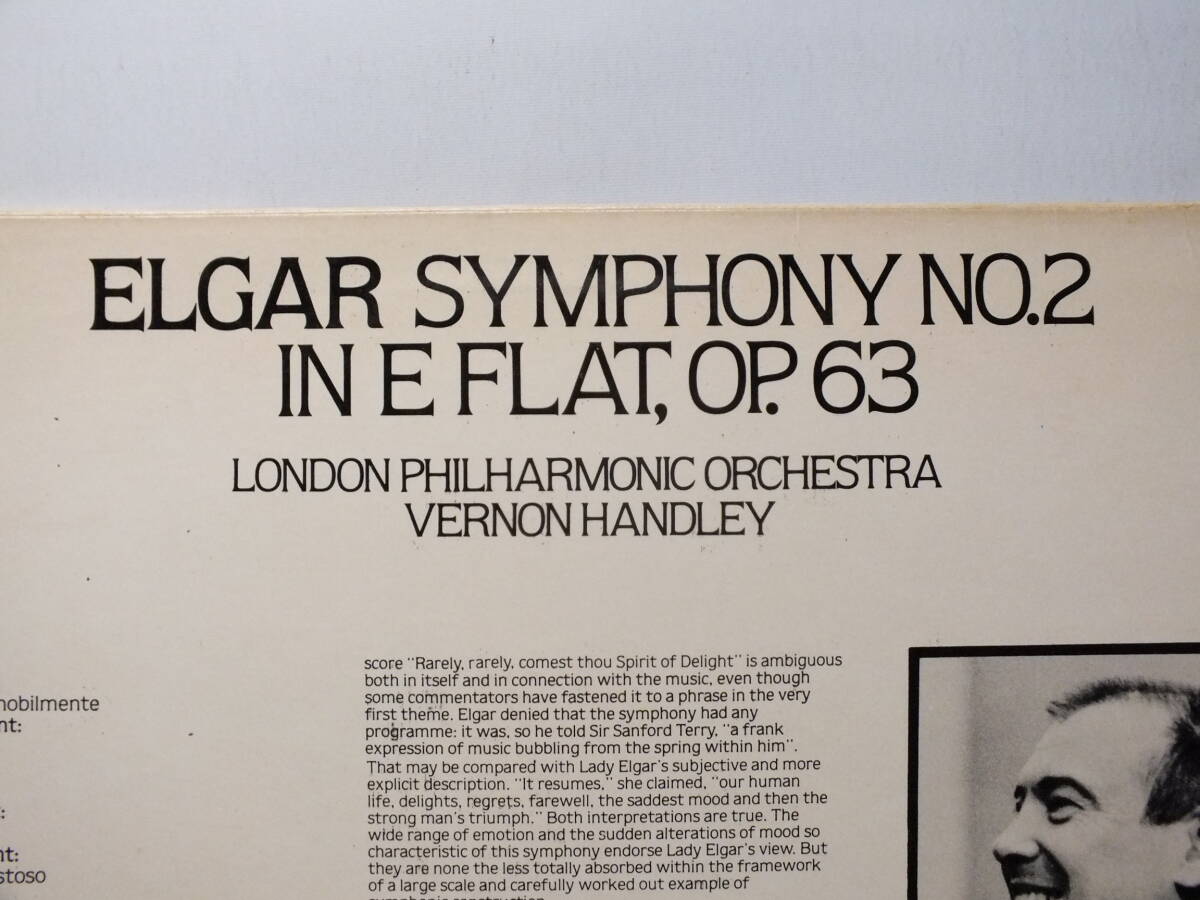 ELGAR SYMPHONY NO.2
IN E FLAT, OP. 63
LONDON PHILHARMONIC ORCHESTRA
VERNON HANDLEY
nobilmente
nt:
:
nt:
stoso
score "Rarely, rarely, comest thou Spirit of Delight" is ambiguous
both in itself and in connection with the music, even though
some commentators have fastened it to a phrase in the very
first theme. Elgar denied that the symphony had any
programme: it was, so he told Sir Sanford Terry, "a frank
expression of music bubbling from the spring within him".
That may be compared with Lady Elgar's subjective and more
explicit description. "It resumes," she claimed, "our human
life, delights, regrets, farewell, the saddest mood and then the
strong man's triumph." Both interpretations are true. The
wide range of emotion and the sudden alterations of mood so
characteristic of this symphony endorse Lady Elgar's view. But
they are none the less totally absorbed within the framework
of a large scale and carefully worked out example of
symphonic construction.